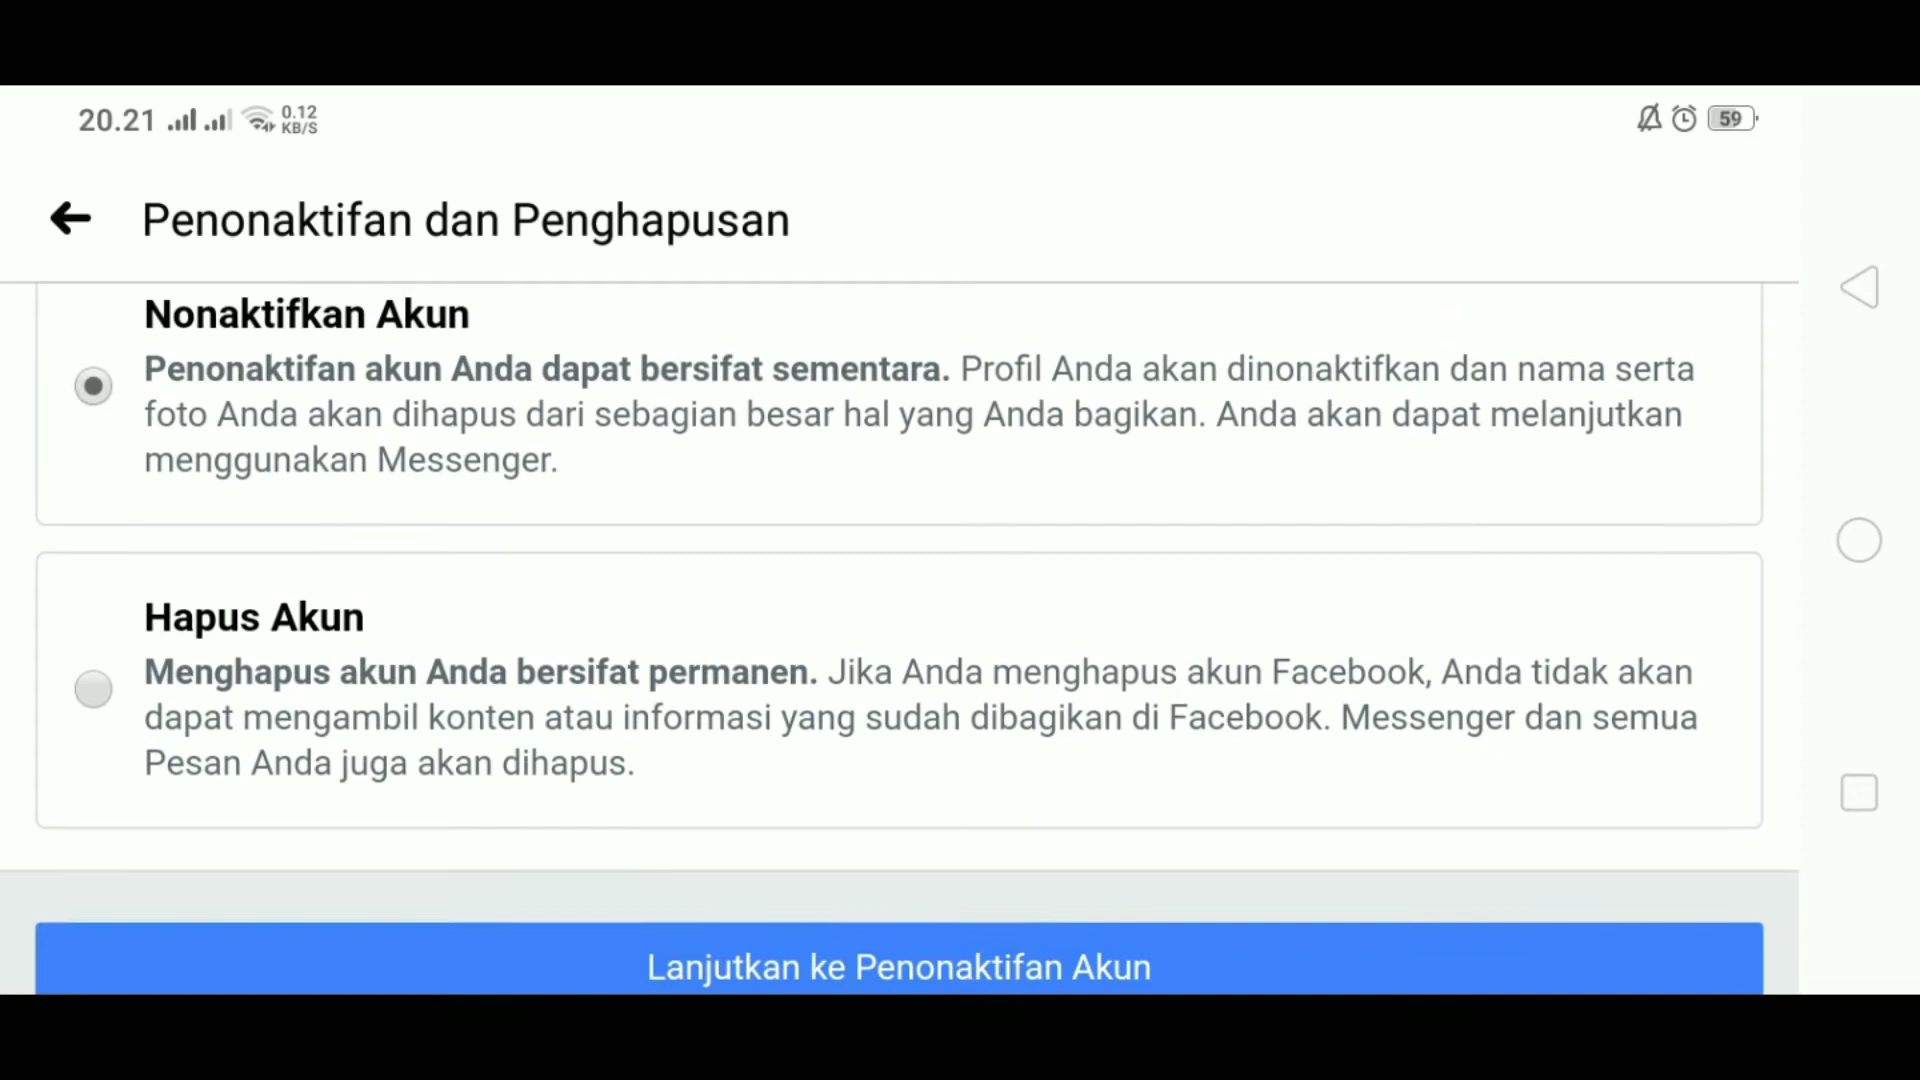 20.21 0.12 KB/S 59
Penonaktifan dan Penghapusan
Nonaktifkan Akun
Penonaktifan akun Anda dapat bersifat sementara. Profil Anda akan dinonaktifkan dan nama serta
foto Anda akan dihapus dari sebagian besar hal yang Anda bagikan. Anda akan dapat melanjutkan
menggunakan Messenger.
Hapus Akun
Menghapus akun Anda bersifat permanen. Jika Anda menghapus akun Facebook, Anda tidak akan
dapat mengambil konten atau informasi yang sudah dibagikan di Facebook. Messenger dan semua
Pesan Anda juga akan dihapus.
Lanjutkan ke Penonaktifan Akun